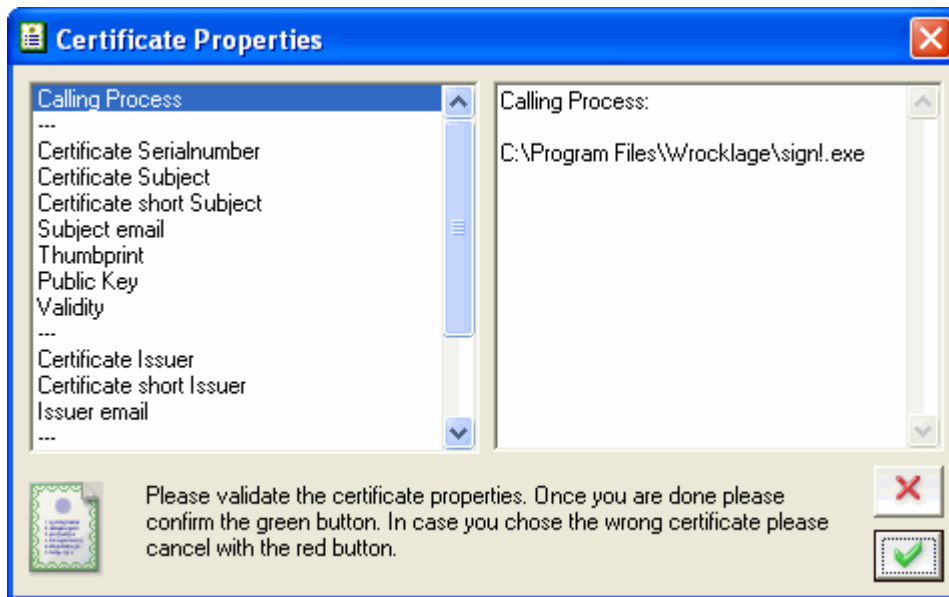 Certificate Properties
Calling Process
---
Certificate Serialnumber
Certificate Subject
Certificate short Subject
Subject email
Thumbprint
Public Key
Validity
---
Certificate Issuer
Certificate short Issuer
Issuer email
---
Calling Process:
C:\Program Files\Wrocklage\sign!.exe
Please validate the certificate properties. Once you are done please
confirm the green button. In case you chose the wrong certificate please
cancel with the red button.